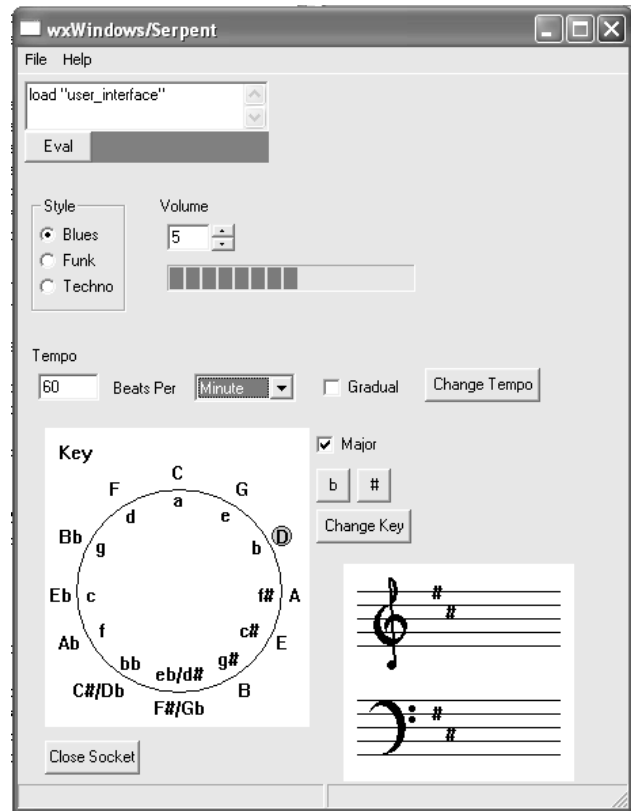 wxWindows/Serpent
File Help
load "user_interface"
Eval
Style
Volume
Blues
5
Funk
Techno
Tempo
60 Beats Per Minute Gradual Change Tempo
Key
Major
C
F G
a
d e
b #
Bb D
g b
Change Key
Eb c f# A
f c#
Ab E
bb g#
eb/d#
C#/Db B
F#/Gb
#
#
#
#
Close Socket